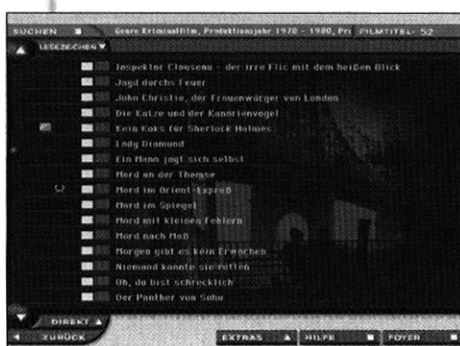 SUCHEN
Genre Kriminalfilm, Produktionsjahr 1970 - 1980, Pri
FILMTITEL: 52
LESEZEICHEN
Inspektor Clouseau - der irre Flic mit dem heißen Blick
Jagd durchs Feuer
John Christie, der Frauenwürger von London
Die Katze und der Kanarienvogel
Kein Koks für Sherlock Holmes
Lady Diamond
Ein Mann jagt sich selbst
Mord an der Themse
Mord im Orient-Expreß
Mord im Spiegel
Mord mit kleinen Fehlern
Mord nach Maß
Morgen gibt es kein Erwachen
Niemand konnte sie retten
Oh, du bist schrecklich
Der Panther von Soho
DIREKT
ZURÜCK
EXTRAS
HILFE
FOYER